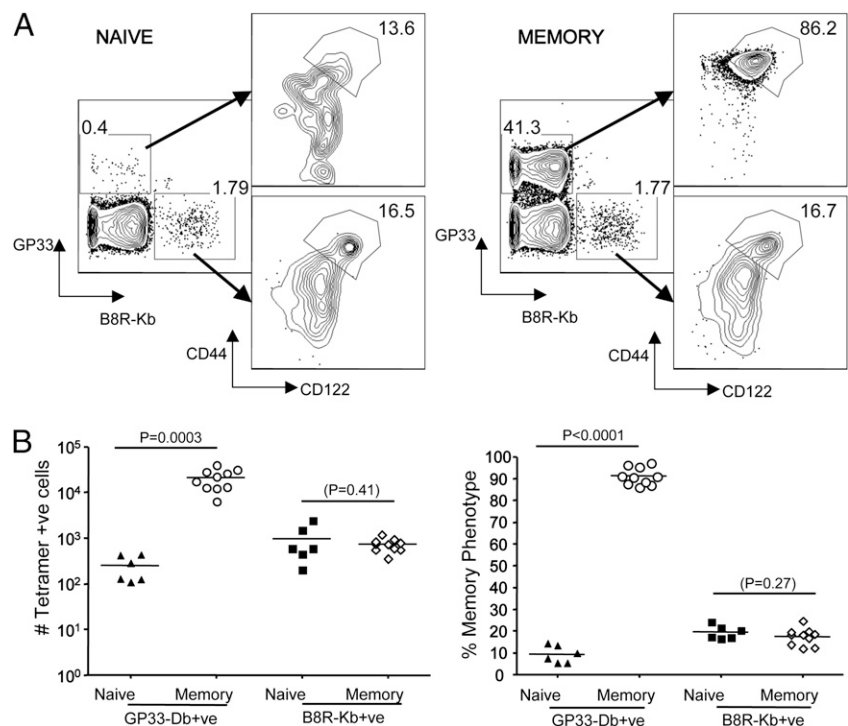 A
NAIVE
13.6
0.4
1.79
GP33
B8R-Kb
16.5
CD44
CD122
MEMORY
86.2
41.3
1.77
GP33
B8R-Kb
16.7
CD44
CD122
B
P=0.0003
(P=0.41)
# Tetramer +ve cells
10^5
10^4
10^3
10^2
10^1
10^0
Naive Memory Naive Memory
GP33-Db+ve B8R-Kb+ve
P<0.0001
(P=0.27)
% Memory Phenotype
100
90
80
70
60
50
40
30
20
10
0
Naive Memory Naive Memory
GP33-Db+ve B8R-Kb+ve